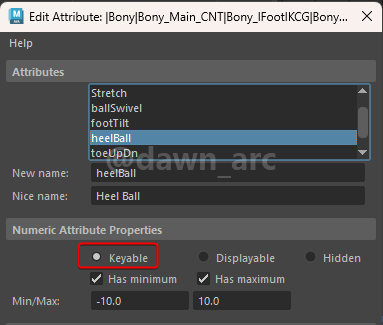 Edit Attribute: |Bony|Bony_Main_CNT|Bony_lFootIKCG|Bony...
Help
Attributes
Stretch
ballSwivel
footTilt
heelBall
toeUpDn
@dawn_arc
New name: heelBall
Nice name: Heel Ball
Numeric Attribute Properties
Keyable Displayable Hidden
Has minimum Has maximum
Min/Max: -10.0 10.0